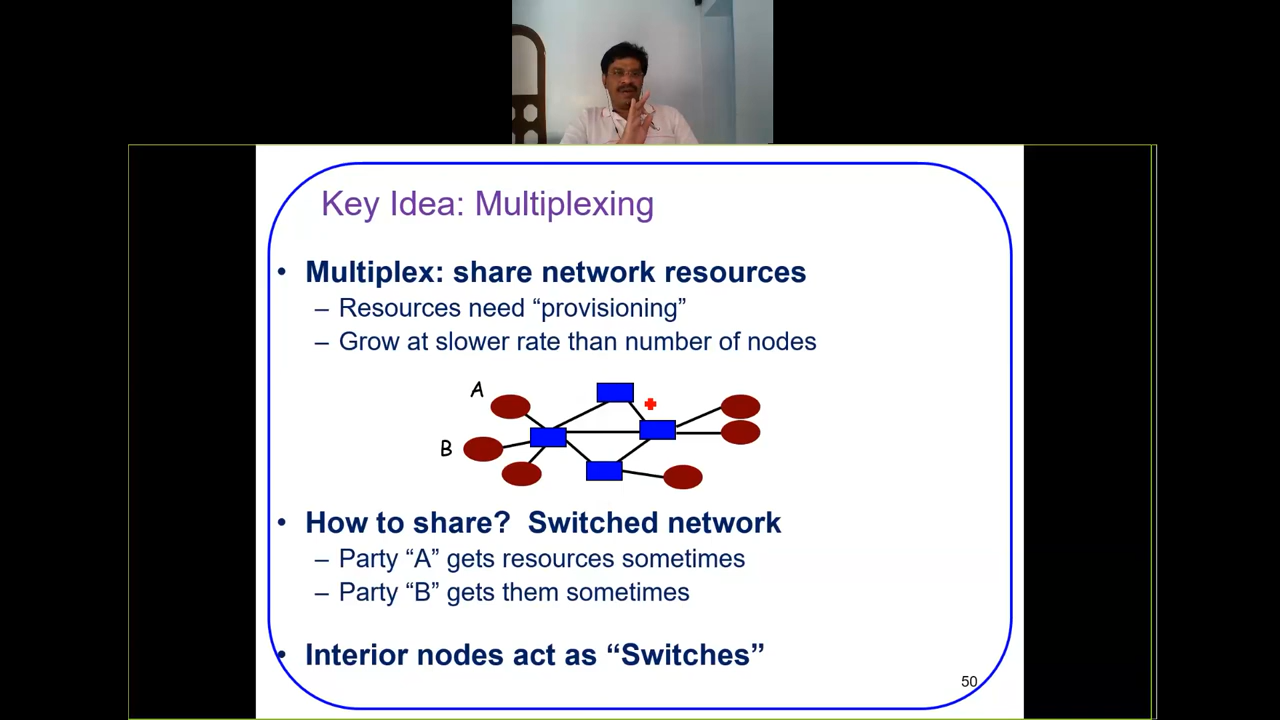 Key Idea: Multiplexing
• Multiplex: share network resources
– Resources need “provisioning”
– Grow at slower rate than number of nodes
A
B
• How to share?  Switched network
– Party “A” gets resources sometimes
– Party “B” gets them sometimes
• Interior nodes act as “Switches”
50